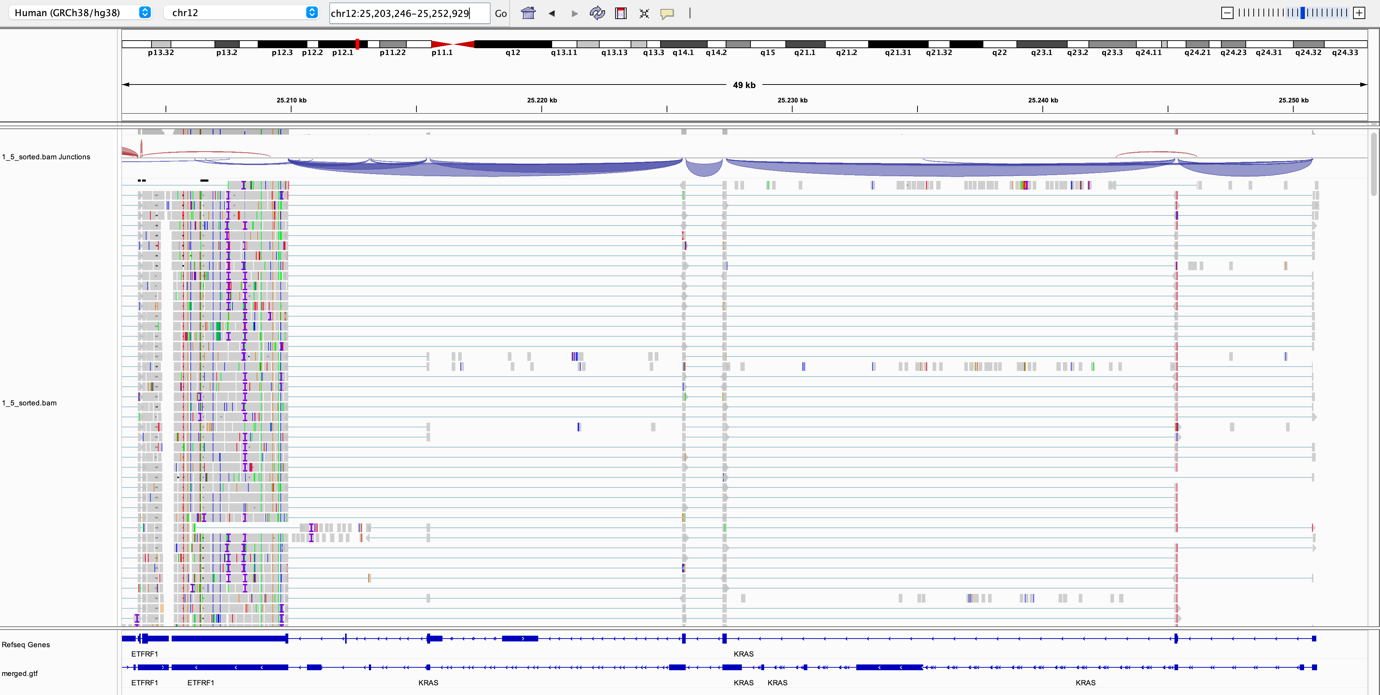 Human (GRCh38/hg38) chr12 chr12:25,203,246-25,252,929 Go
p13.32 p13.2 p12.3 p12.2 p12.1 p11.22 p11.1 q12 q13.11 q13.13 q13.3 q14.1 q14.2 q15 q21.1 q21.2 q21.31 q21.32 q22 q23.1 q23.2 q23.3 q24.11 q24.21 q24.23 q24.31 q24.33
49 kb
25.210 kb 25.220 kb 25.230 kb 25.240 kb 25.250 kb
1_5_sorted.bam Junctions
1_5_sorted.bam
Refseq Genes
ETFRF1 KRAS
merged.gtf
ETFRF1 ETFRF1 KRAS KRAS KRAS KRAS